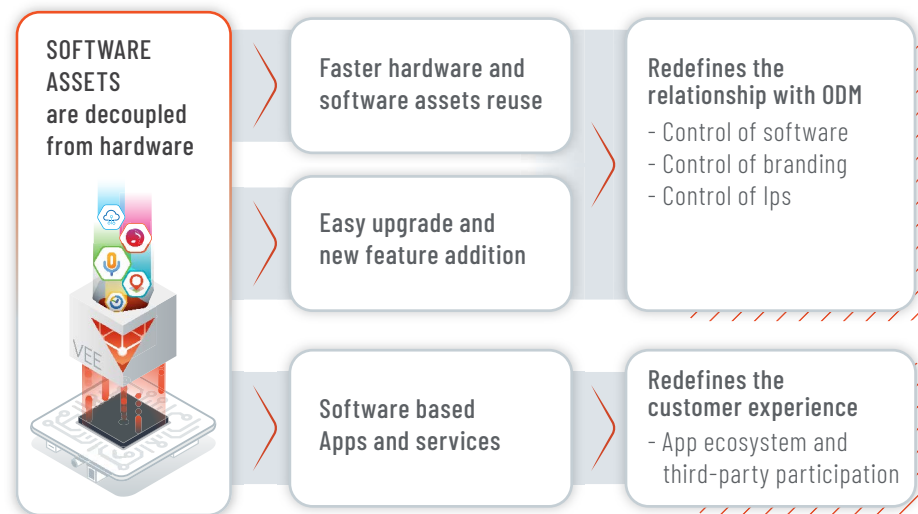 SOFTWARE
ASSETS
are decoupled
from hardware
VEE
Faster hardware and
software assets reuse
Easy upgrade and
new feature addition
Software based
Apps and services
Redefines the
relationship with ODM
- Control of software
- Control of branding
- Control of Ips
Redefines the
customer experience
- App ecosystem and
third-party participation